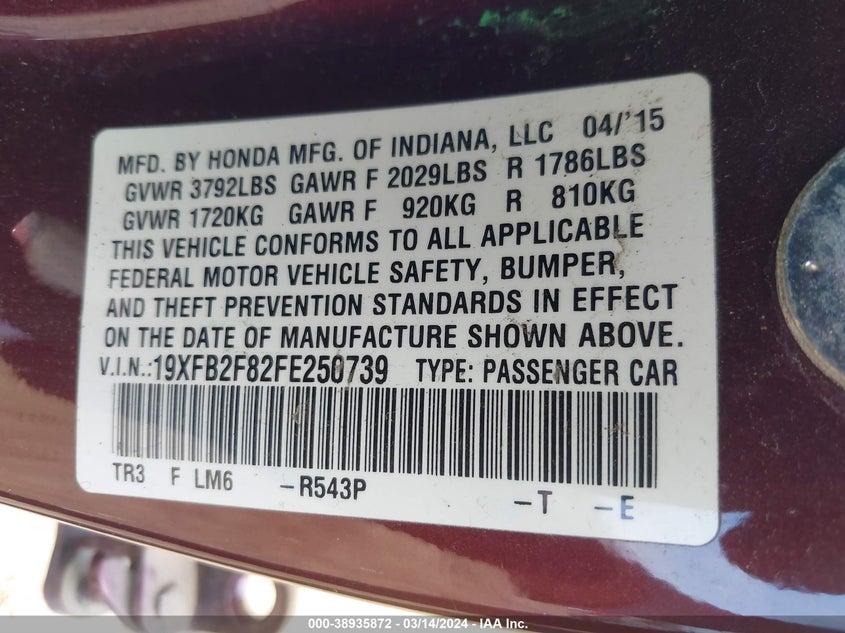 MFD. BY HONDA MFG. OF INDIANA, LLC 04/'15
GVWR 3792LBS GAWR F 2029LBS R 1786LBS
GVWR 1720KG GAWR F 920KG R 810KG
THIS VEHICLE CONFORMS TO ALL APPLICABLE
FEDERAL MOTOR VEHICLE SAFETY, BUMPER,
AND THEFT PREVENTION STANDARDS IN EFFECT
ON THE DATE OF MANUFACTURE SHOWN ABOVE.
V.I.N.:19XFB2F82FE250739 TYPE: PASSENGER CAR
TR3 F LM6 -R543P -T -E
000-38935872 - 03/14/2024 - IAA Inc.